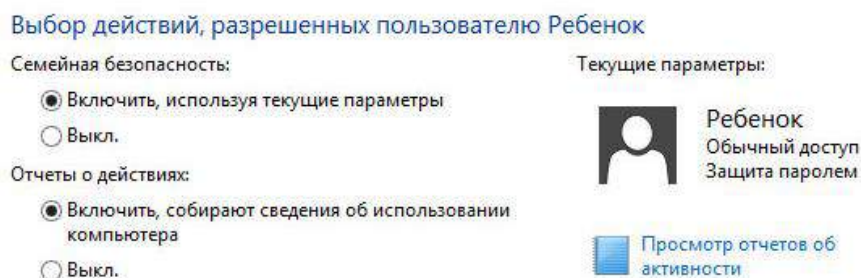 Выбор действий, разрешенных пользователю Ребенок
Семейная безопасность:
Включить, используя текущие параметры
Выкл.
Отчеты о действиях:
Включить, собирают сведения об использовании
компьютера
Выкл.
Текущие параметры:
Ребенок
Обычный доступ
Защита паролем
Просмотр отчетов об
активности